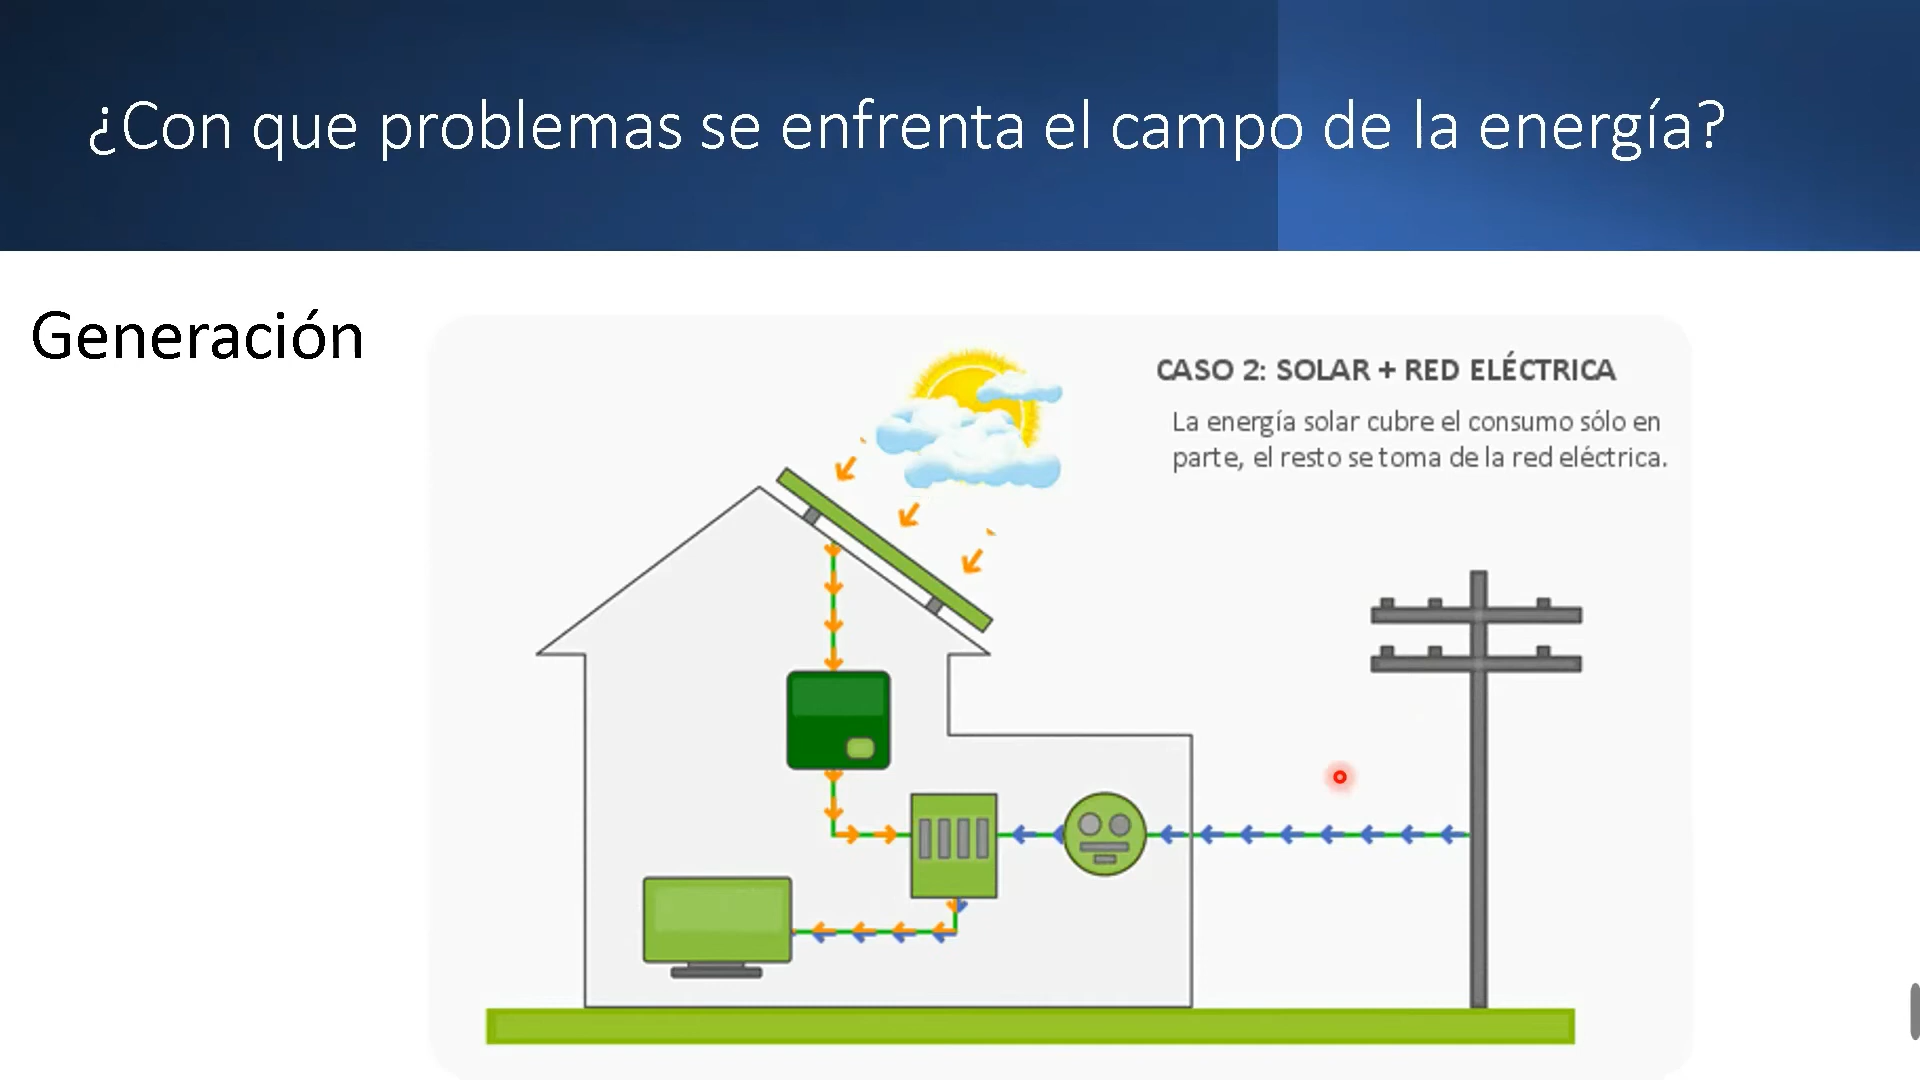 ¿Con que problemas se enfrenta el campo de la energía?
Generación
CASO 2: SOLAR + RED ELÉCTRICA
La energía solar cubre el consumo sólo en
parte, el resto se toma de la red eléctrica.